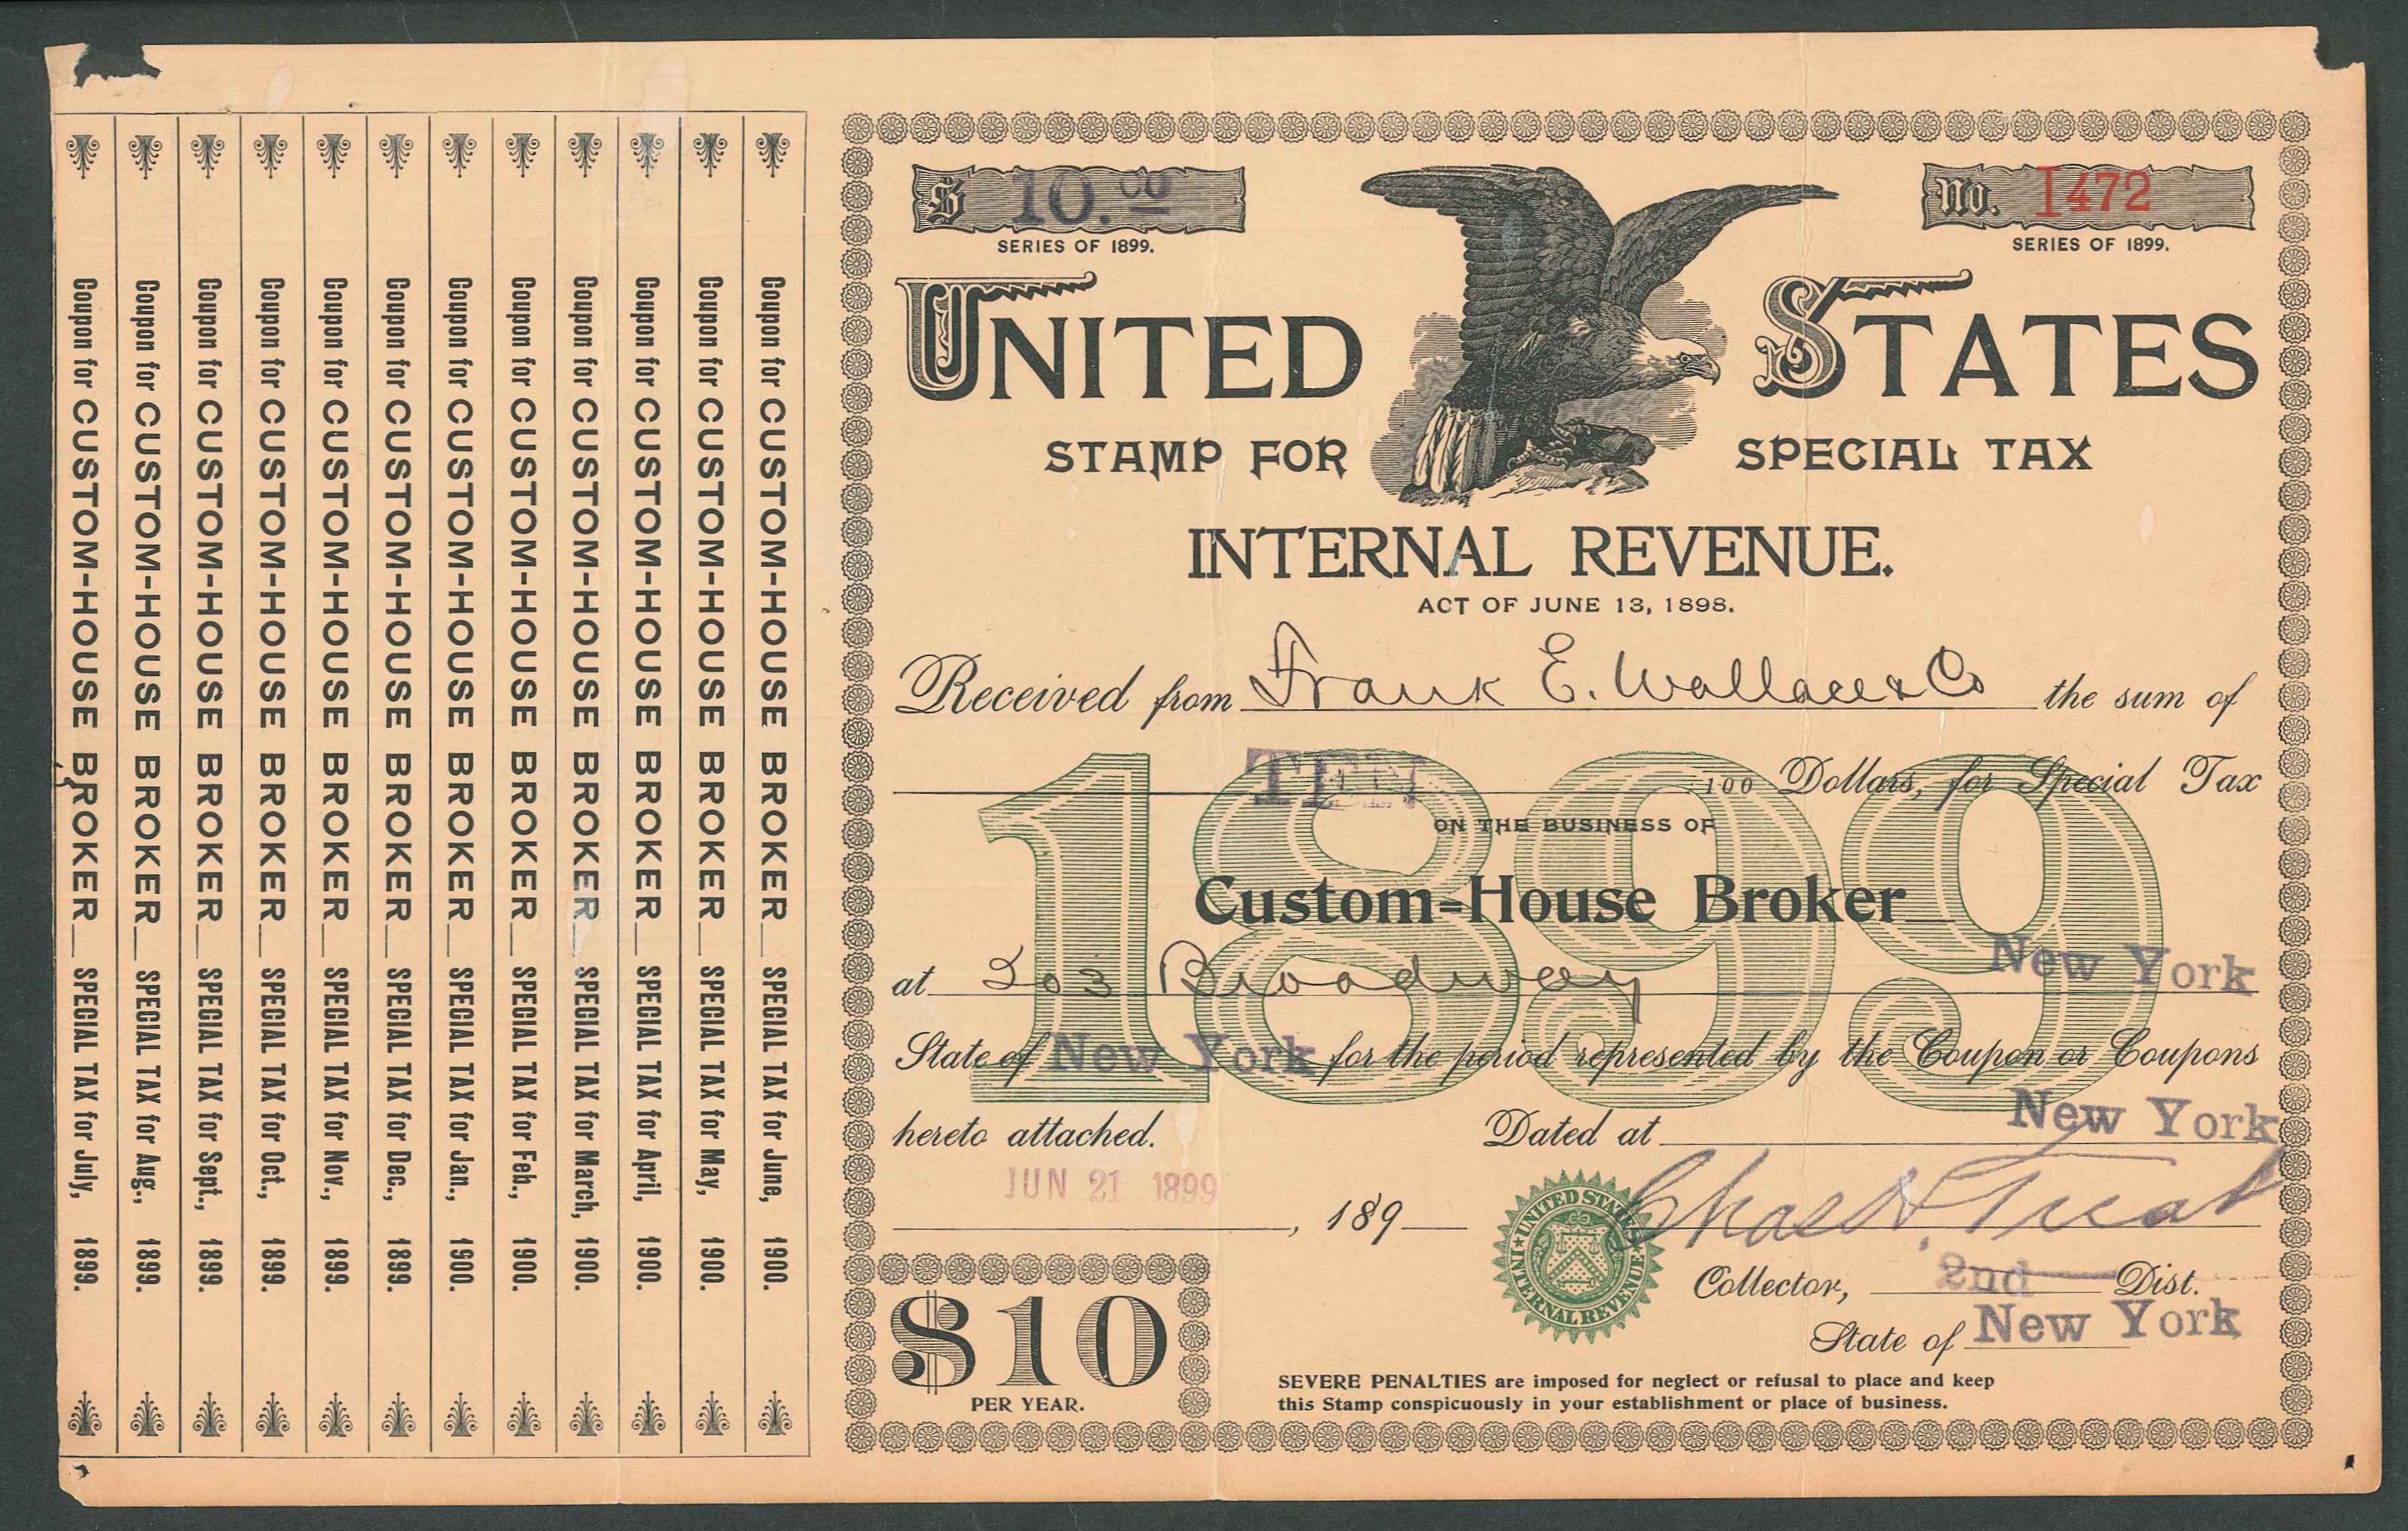 Coupon for CUSTOM-HOUSE BROKER SPECIAL TAX for July, 1899.
Coupon for CUSTOM-HOUSE BROKER SPECIAL TAX for Aug., 1899.
Coupon for CUSTOM-HOUSE BROKER SPECIAL TAX for Sept., 1899.
Coupon for CUSTOM-HOUSE BROKER SPECIAL TAX for Oct., 1899.
Coupon for CUSTOM-HOUSE BROKER SPECIAL TAX for Nov., 1899.
Coupon for CUSTOM-HOUSE BROKER SPECIAL TAX for Dec., 1899.
Coupon for CUSTOM-HOUSE BROKER SPECIAL TAX for Jan., 1900.
Coupon for CUSTOM-HOUSE BROKER SPECIAL TAX for Feb., 1900.
Coupon for CUSTOM-HOUSE BROKER SPECIAL TAX for March, 1900.
Coupon for CUSTOM-HOUSE BROKER SPECIAL TAX for April, 1900.
Coupon for CUSTOM-HOUSE BROKER SPECIAL TAX for May, 1900.
Coupon for CUSTOM-HOUSE BROKER SPECIAL TAX for June, 1900.
$ 10.00
SERIES OF 1899.
No. 1472
SERIES OF 1899.
UNITED STATES
STAMP FOR SPECIAL TAX
INTERNAL REVENUE.
ACT OF JUNE 13, 1898.
Received from Frank E. Wallace & Co the sum of
TEN 100 Dollars, for Special Tax
1899
ON THE BUSINESS OF
Custom-House Broker
at 203 Broadway New York
State of New York for the period represented by the Coupon or Coupons
hereto attached. Dated at New York
JUN 21 1899
, 189
Chas H. Treat
UNITED STATES INTERNAL REVENUE
Collector, 2nd Dist.
State of New York
$10
PER YEAR.
SEVERE PENALTIES are imposed for neglect or refusal to place and keep
this Stamp conspicuously in your establishment or place of business.